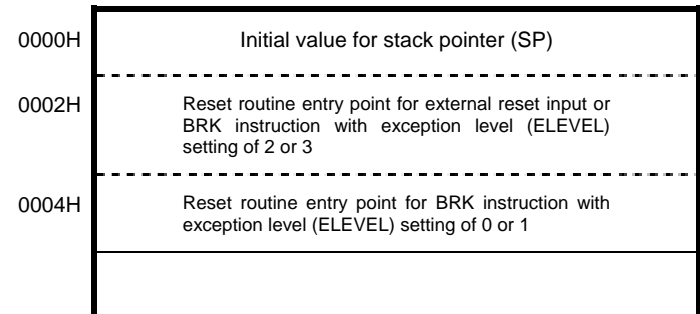 0000H Initial value for stack pointer (SP)
0002H Reset routine entry point for external reset input or
BRK instruction with exception level (ELEVEL)
setting of 2 or 3
0004H Reset routine entry point for BRK instruction with
exception level (ELEVEL) setting of 0 or 1